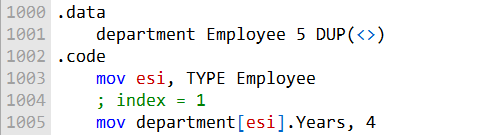 1000 .data
1001     department Employee 5 DUP(<>)
1002 .code
1003     mov esi, TYPE Employee
1004     ; index = 1
1005     mov department[esi].Years, 4